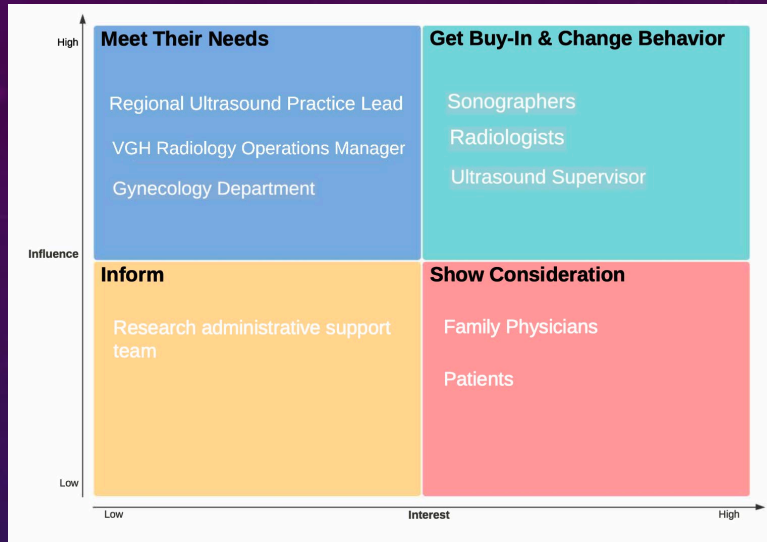 High
Meet Their Needs
Regional Ultrasound Practice Lead
VGH Radiology Operations Manager
Gynecology Department
Get Buy-In & Change Behavior
Sonographers
Radiologists
Ultrasound Supervisor
Influence
Inform
Research administrative support
team
Show Consideration
Family Physicians
Patients
Low
Low
Interest
High